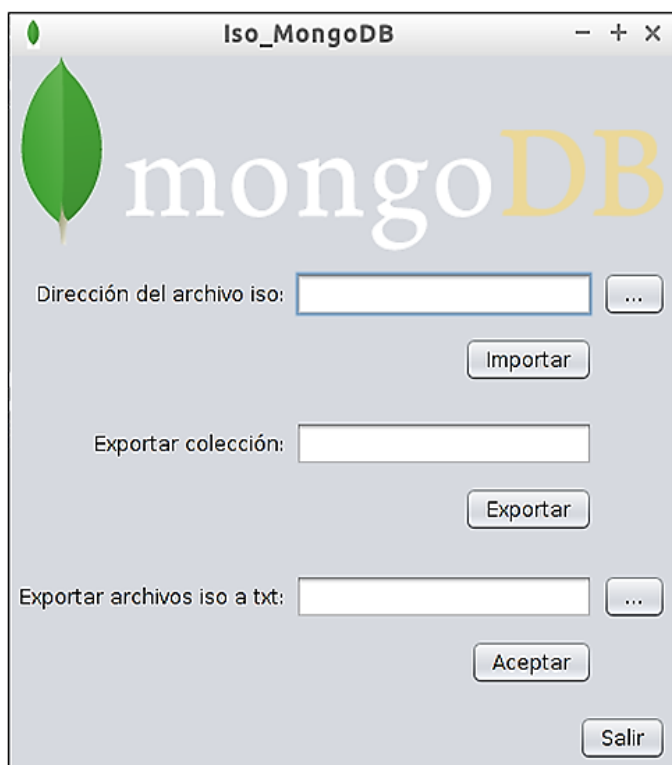 Iso_MongoDB
mongoDB
Dirección del archivo iso:
...
Importar
Exportar colección:
Exportar
Exportar archivos iso a txt:
...
Aceptar
Salir